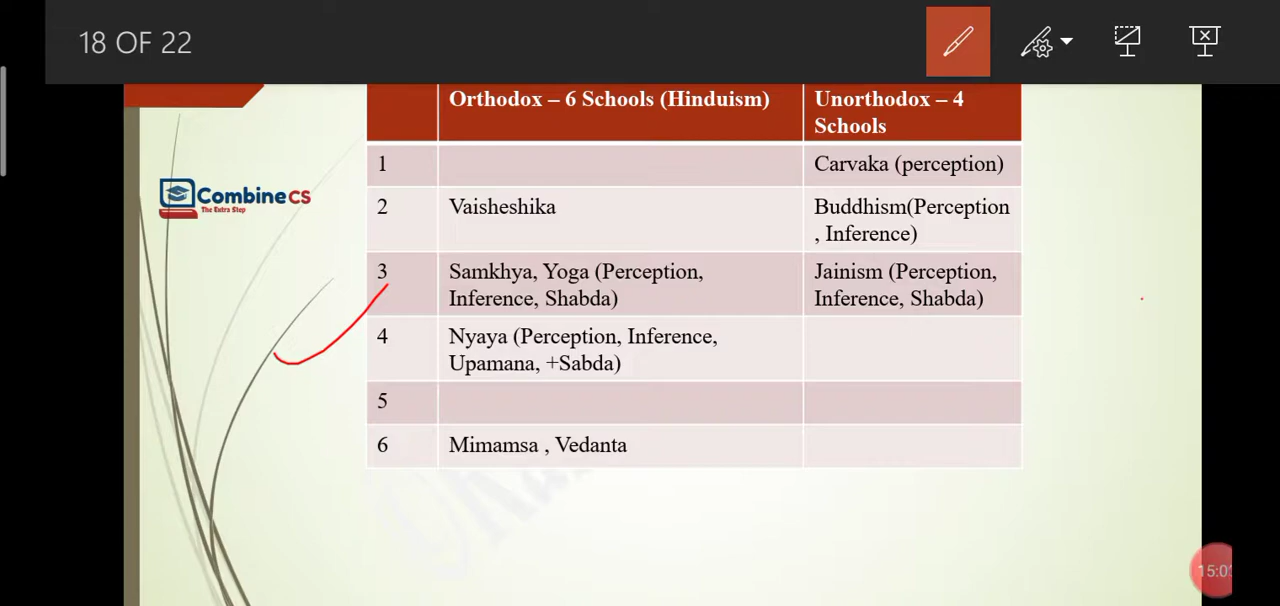 18 OF 22
Orthodox – 6 Schools (Hinduism)
Unorthodox – 4
Schools
1
Carvaka (perception)
CombineCS
The Extra Step
2
Vaisheshika
Buddhism(Perception
, Inference)
3
Samkhya, Yoga (Perception,
Inference, Shabda)
Jainism (Perception,
Inference, Shabda)
4
Nyaya (Perception, Inference,
Upamana, +Sabda)
5
6
Mimamsa , Vedanta